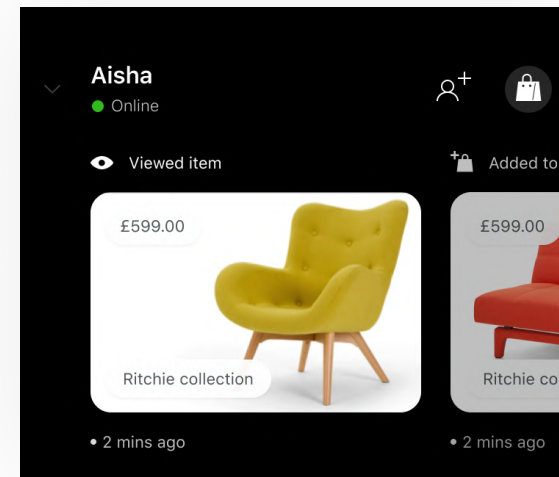 Aisha
Online
Viewed item
Added to
£599.00
£599.00
Ritchie collection
Ritchie co
• 2 mins ago
• 2 mins ago